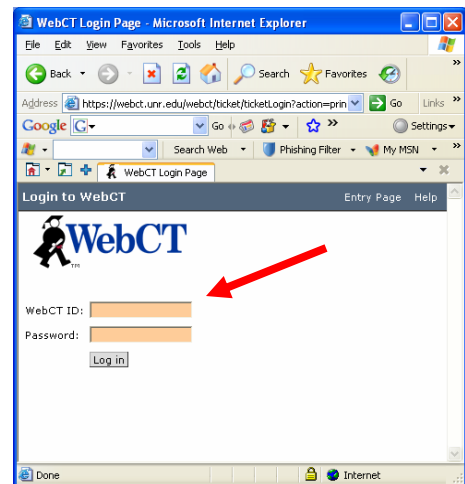 WebCT Login Page - Microsoft Internet Explorer
File Edit View Favorites Tools Help
Back Search Favorites »
Address https://webct.unr.edu/webct/ticket/ticketLogin?action=prin Go Links »
Google G Go » Settings
Search Web Phishing Filter My MSN »
WebCT Login Page
Login to WebCT Entry Page Help
WebCT
TM
WebCT ID:
Password:
Log in
Done Internet